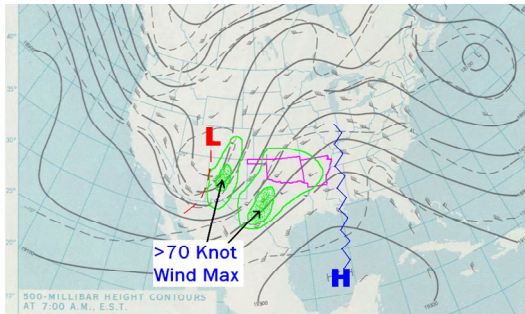 L
>70 Knot
Wind Max
H
500-MILLIBAR HEIGHT CONTOURS
AT 7:00 A.M., E.S.T.